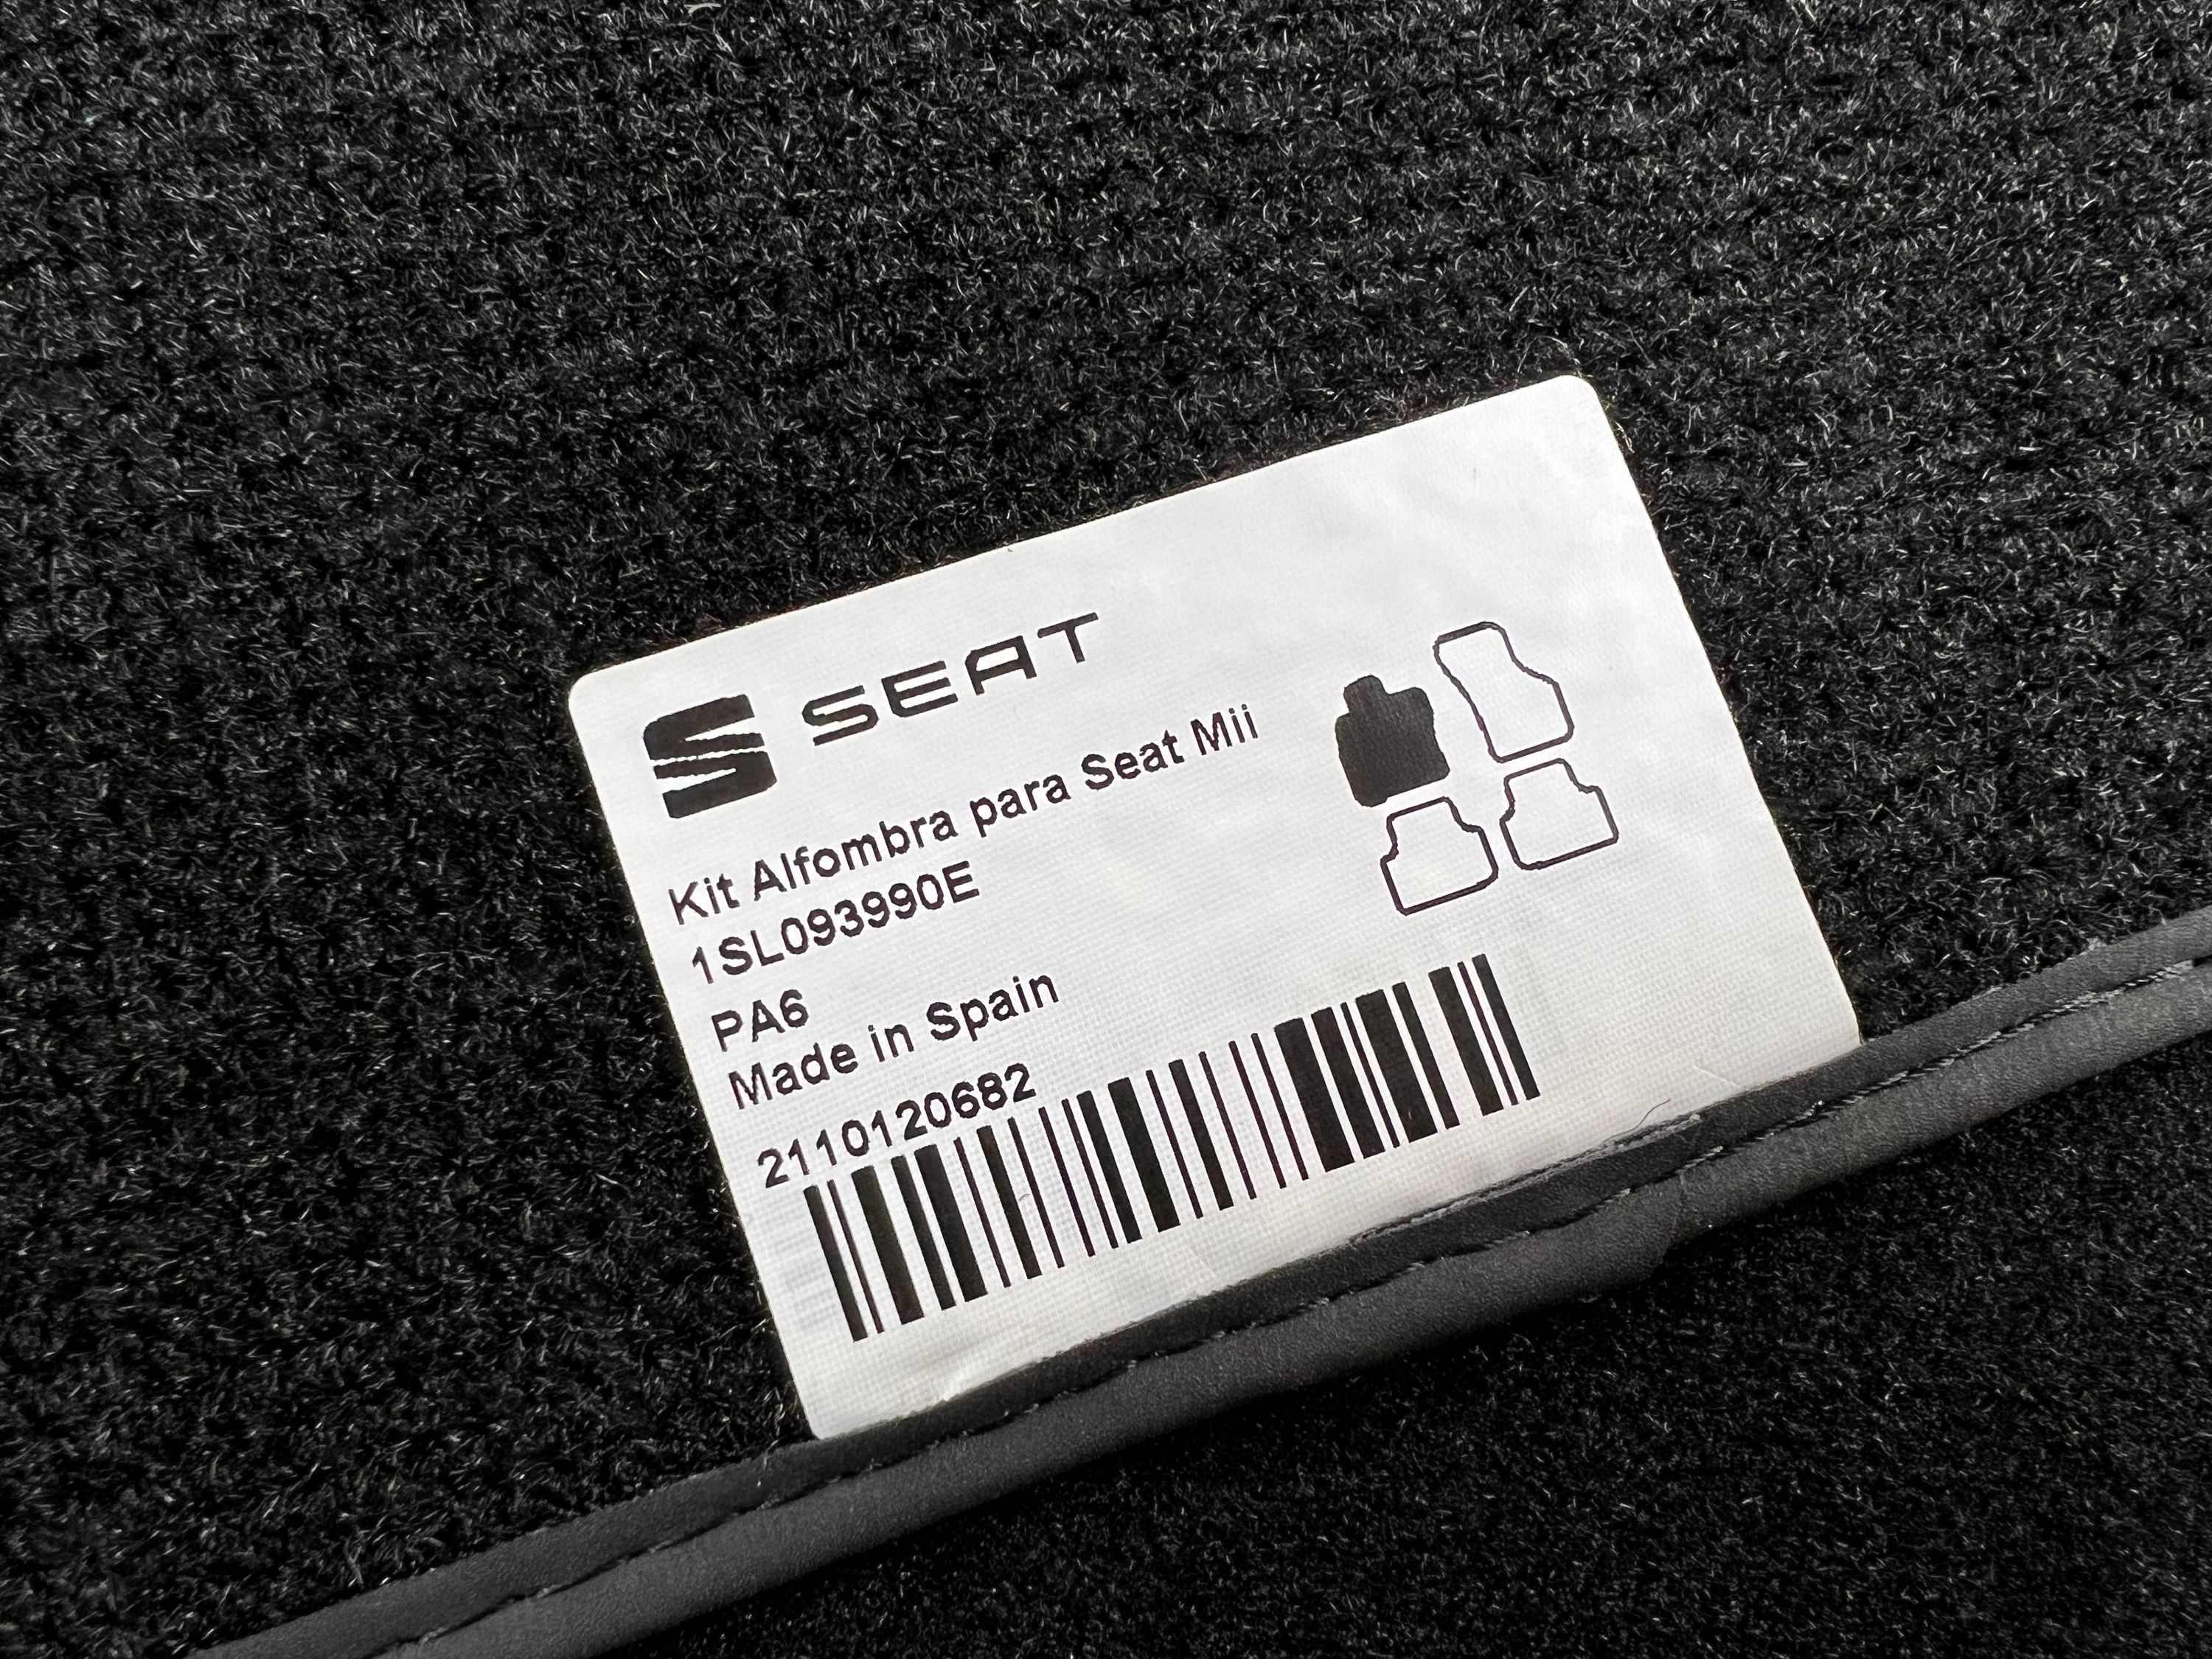 SEAT
Kit Alfombra para Seat Mii
1SL093990E
PA6
Made in Spain
2110120682